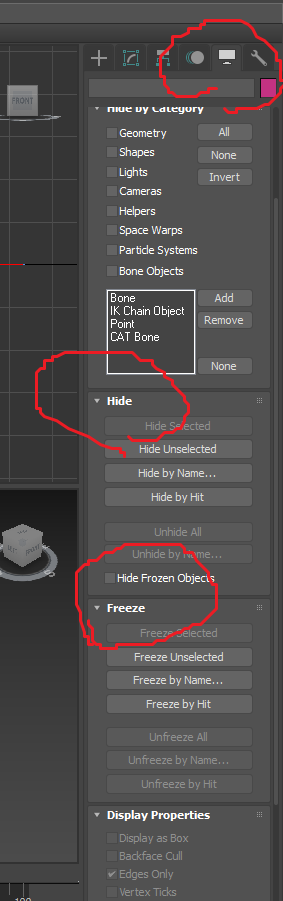 FRONT
Hide by Category
Geometry
All
Shapes
None
Lights
Invert
Cameras
Helpers
Space Warps
Particle Systems
Bone Objects
Bone
Add
IK Chain Object
Point
Remove
CAT Bone
None
Hide
Hide Selected
Hide Unselected
Hide by Name...
Hide by Hit
Unhide All
Unhide by Name...
Hide Frozen Objects
Freeze
Freeze Selected
Freeze Unselected
Freeze by Name...
Freeze by Hit
Unfreeze All
Unfreeze by Name...
Unfreeze by Hit
Display Properties
Display as Box
Backface Cull
Edges Only
Vertex Ticks
100